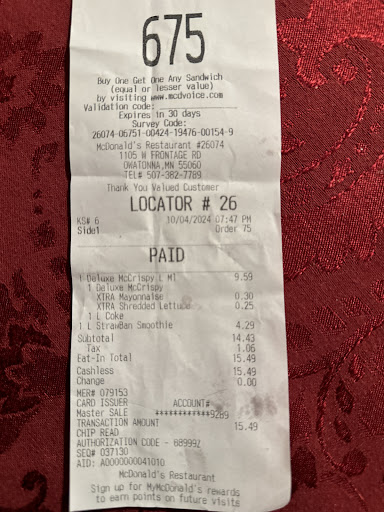 675
Buy One Get One Any Sandwich
(equal or lesser value)
by visiting www.mcdvoice.com
Validation code:
Expires in 30 days
Survey Code:
26074-06751-00424-19476-00154-9
McDonald's Restaurant #26074
1105 W FRONTAGE RD
OWATONNA,MN 55060
TEL# 507-382-7789
Thank You Valued Customer
LOCATOR # 26
KS# 6 10/04/2024 07:47 PM
Side1 Order 75
PAID
1 Deluxe McCrispy L Ml 9.59
1 Deluxe McCrispy
XTRA Mayonnaise 0.30
XTRA Shredded Lettuce 0.25
1 L Coke
1 L StrawBan Smoothie 4.29
Subtotal 14.43
Tax 1.06
Eat-In Total 15.49
Cashless 15.49
Change 0.00
MER# 079153
CARD ISSUER ACCOUNT#
Master SALE ************9289
TRANSACTION AMOUNT 15.49
CHIP READ
AUTHORIZATION CODE - 68999Z
SEQ# 037130
AID: A0000000041010
McDonald's Restaurant
Sign up for MyMcDonald's rewards
to earn points on future visits